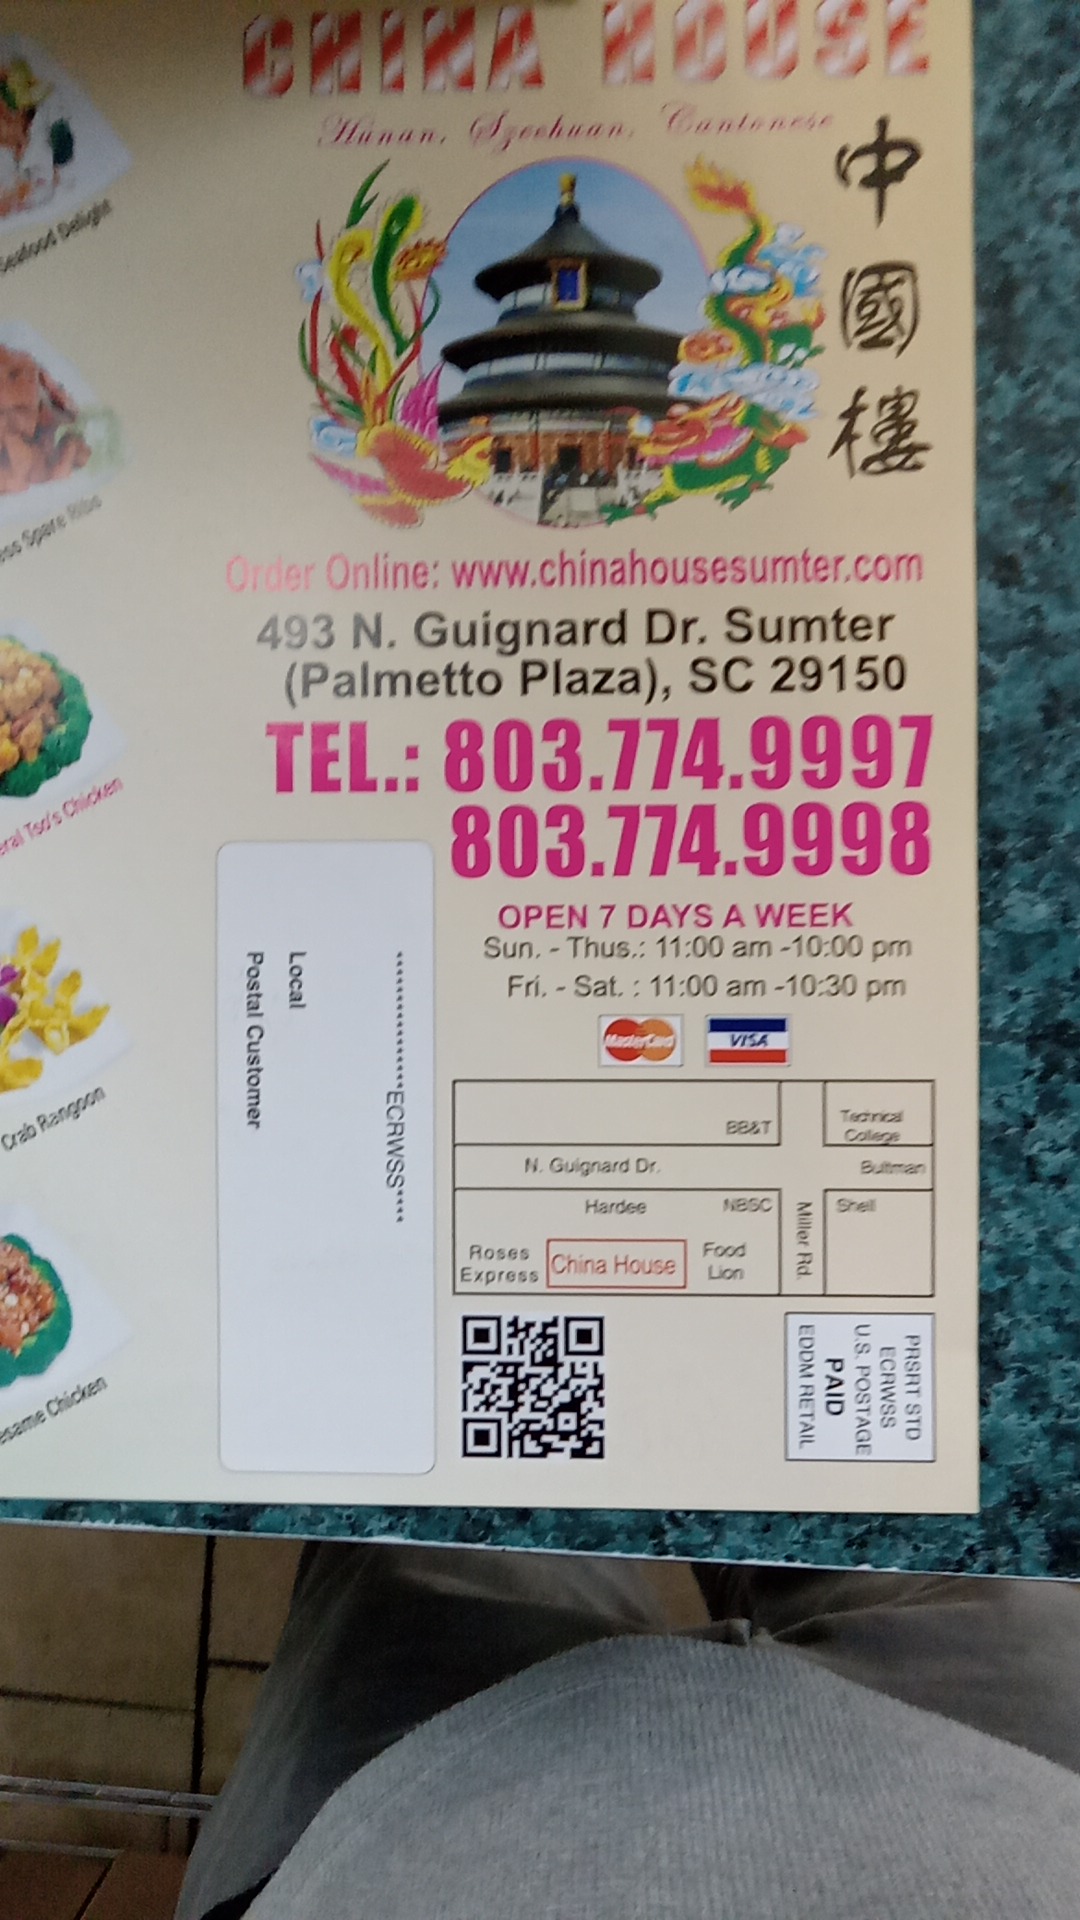 CHINA HOUSE
Hunan, Szechuan, Cantonese
中國樓
Order Online: www.chinahousesumter.com
493 N. Guignard Dr. Sumter
(Palmetto Plaza), SC 29150
TEL.: 803.774.9997
803.774.9998
OPEN 7 DAYS A WEEK
Sun. - Thus.: 11:00 am -10:00 pm
Fri. - Sat. : 11:00 am -10:30 pm
MasterCard
VISA
BB&T
Technical
College
N. Guignard Dr.
Bultman
Hardee
NBSC
Miller Rd.
Shell
Roses
Express
China House
Food
Lion
PRSRT STD
ECRWSS
U.S. POSTAGE
PAID
EDDM RETAIL
****************ECRWSS****
Local
Postal Customer
Seafood Delight
Spare Ribs
Tso's Chicken
Crab Rangoon
Chicken